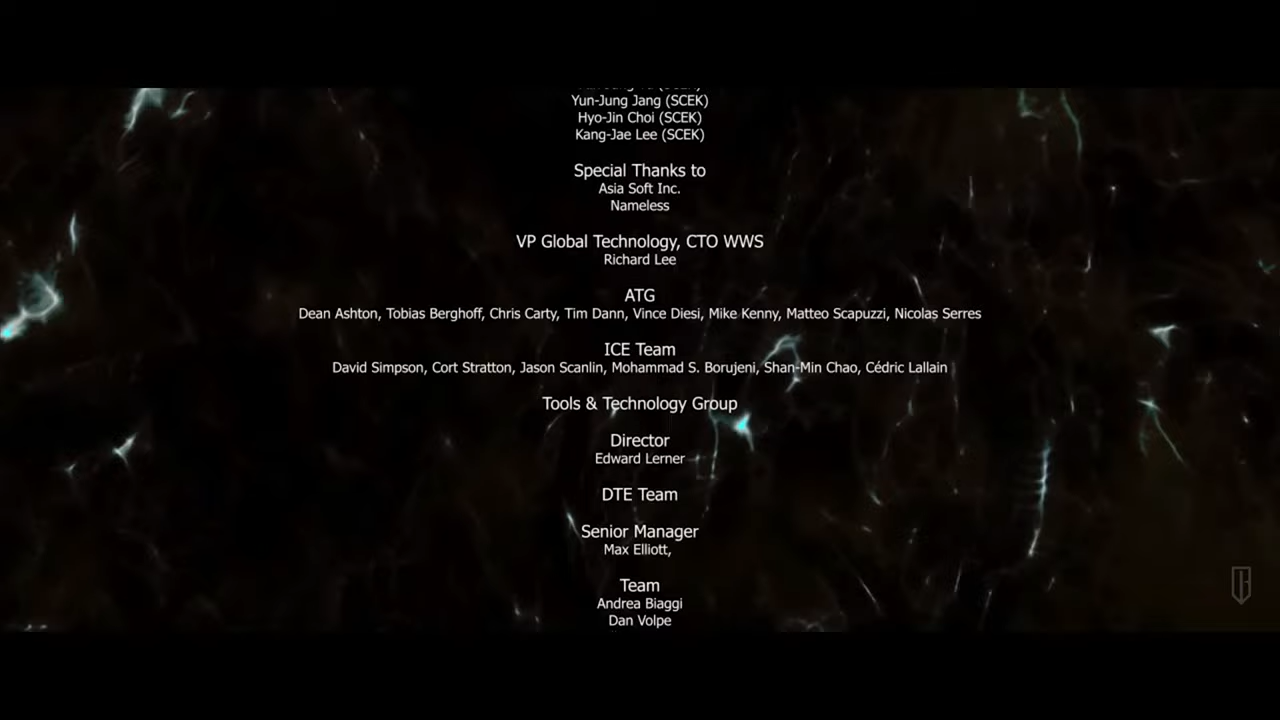 Yun-Jung Jang (SCEK)
Hyo-Jin Choi (SCEK)
Kang-Jae Lee (SCEK)
Special Thanks to
Asia Soft Inc.
Nameless
VP Global Technology, CTO WWS
Richard Lee
ATG
Dean Ashton, Tobias Berghoff, Chris Carty, Tim Dann, Vince Diesi, Mike Kenny, Matteo Scapuzzi, Nicolas Serres
ICE Team
David Simpson, Cort Stratton, Jason Scanlin, Mohammad S. Borujeni, Shan-Min Chao, Cédric Lallain
Tools & Technology Group
Director
Edward Lerner
DTE Team
Senior Manager
Max Elliott,
Team
Andrea Biaggi
Dan Volpe